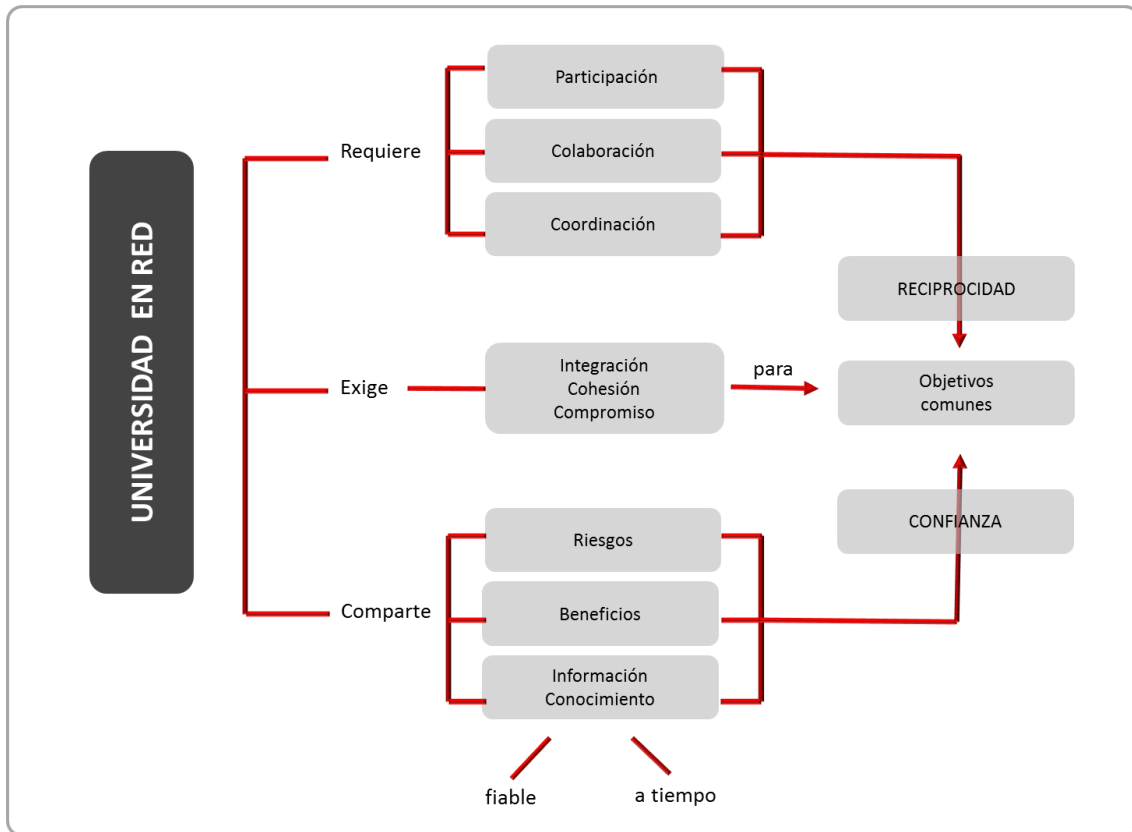 UNIVERSIDAD EN RED
Requiere
Participación
Colaboración
Coordinación
RECIPROCIDAD
Exige
Integración
Cohesión
Compromiso
para
Objetivos
comunes
CONFIANZA
Comparte
Riesgos
Beneficios
Información
Conocimiento
fiable
a tiempo